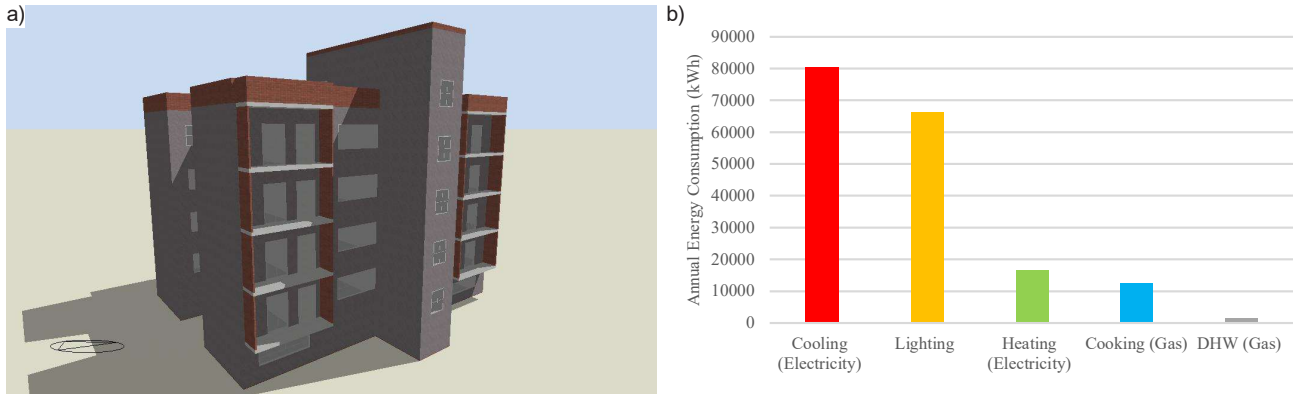 a)
b)
Annual Energy Consumption (kWh)
90000
80000
70000
60000
50000
40000
30000
20000
10000
0
Cooling
(Electricity)
Lighting
Heating
(Electricity)
Cooking (Gas)
DHW (Gas)